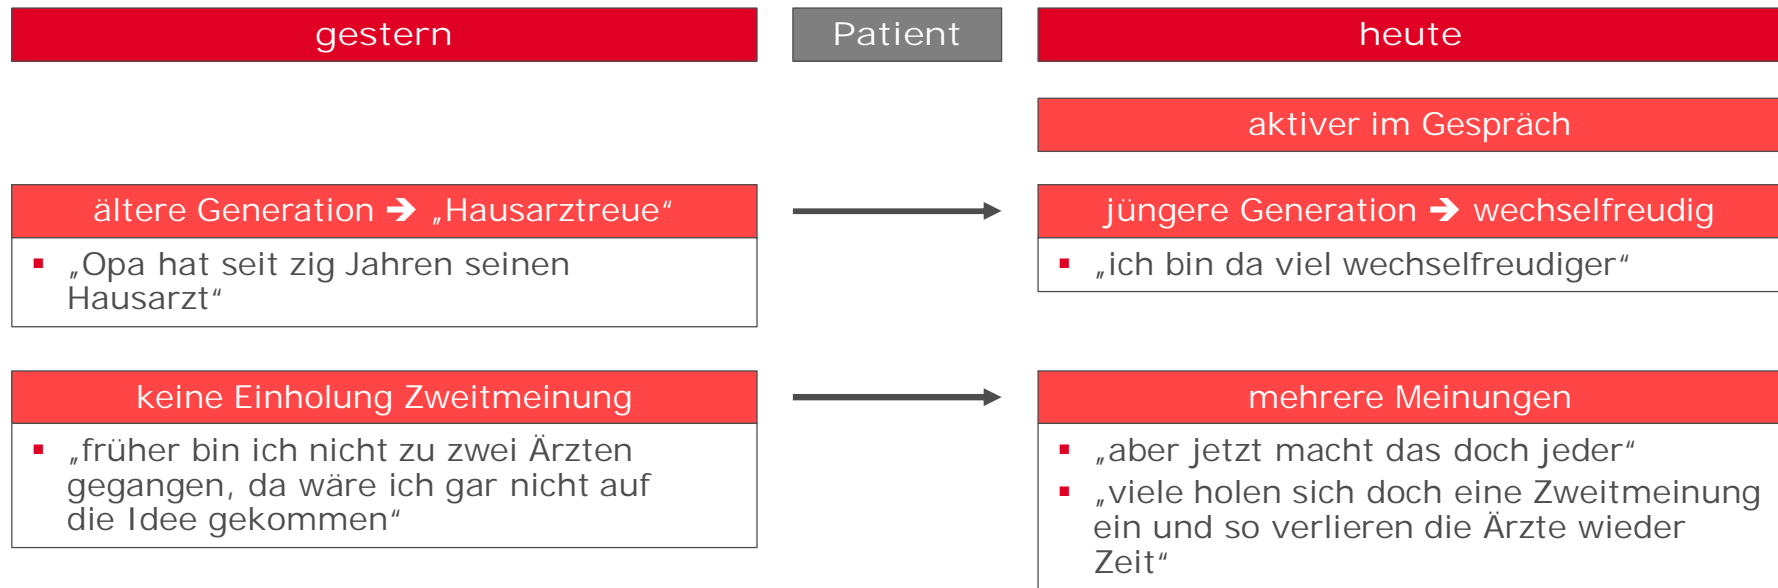 gestern
Patient
heute
aktiver im Gespräch
ältere Generation ➔ „Hausarztreue“
„Opa hat seit zig Jahren seinen
Hausarzt“
jüngere Generation ➔ wechselfreudig
„ich bin da viel wechselfreudiger“
keine Einholung Zweitmeinung
„früher bin ich nicht zu zwei Ärzten
gegangen, da wäre ich gar nicht auf
die Idee gekommen“
mehrere Meinungen
„aber jetzt macht das doch jeder“
„viele holen sich doch eine Zweitmeinung
ein und so verlieren die Ärzte wieder
Zeit“